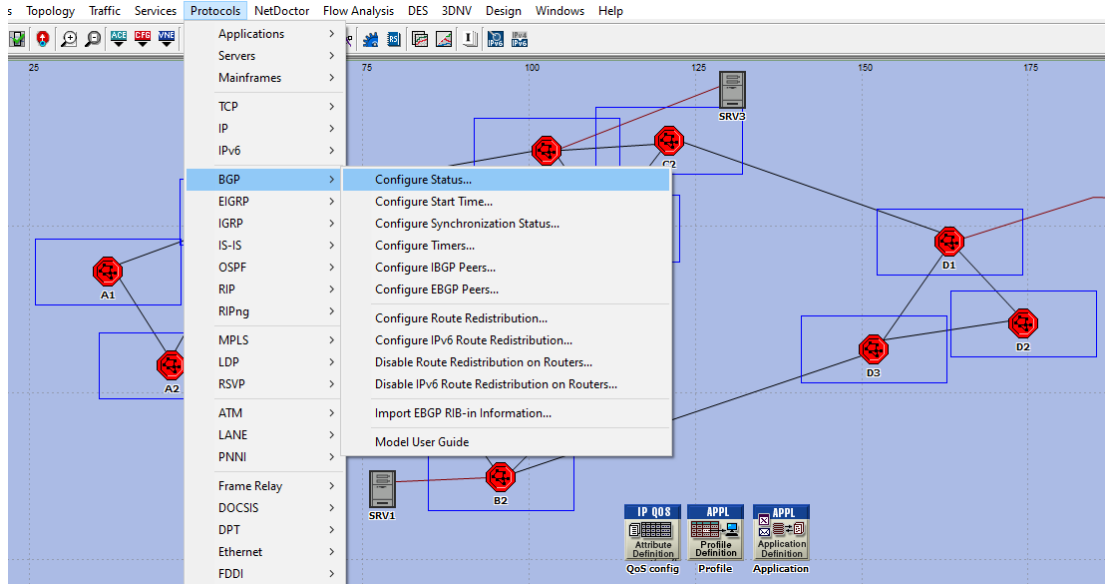 s Topology Traffic Services Protocols NetDoctor Flow Analysis DES 3DNV Design Windows Help
ACE CFG VNE
ERS
IPv6
IPv4
IPv6
25 75 100 125 150 175
Applications
Servers
Mainframes
TCP
IP
IPv6
BGP
EIGRP
IGRP
IS-IS
OSPF
RIP
RIPng
MPLS
LDP
RSVP
ATM
LANE
PNNI
Frame Relay
DOCSIS
DPT
Ethernet
FDDI
Configure Status...
Configure Start Time...
Configure Synchronization Status...
Configure Timers...
Configure IBGP Peers...
Configure EBGP Peers...
Configure Route Redistribution...
Configure IPv6 Route Redistribution...
Disable Route Redistribution on Routers...
Disable IPv6 Route Redistribution on Routers...
Import EBGP RIB-in Information...
Model User Guide
SRV3
C2
D1
A1
D2
D3
A2
B2
SRV1
IP QOS
Attribute
Definition
QoS config
APPL
Profile
Definition
Profile
APPL
Application
Definition
Application